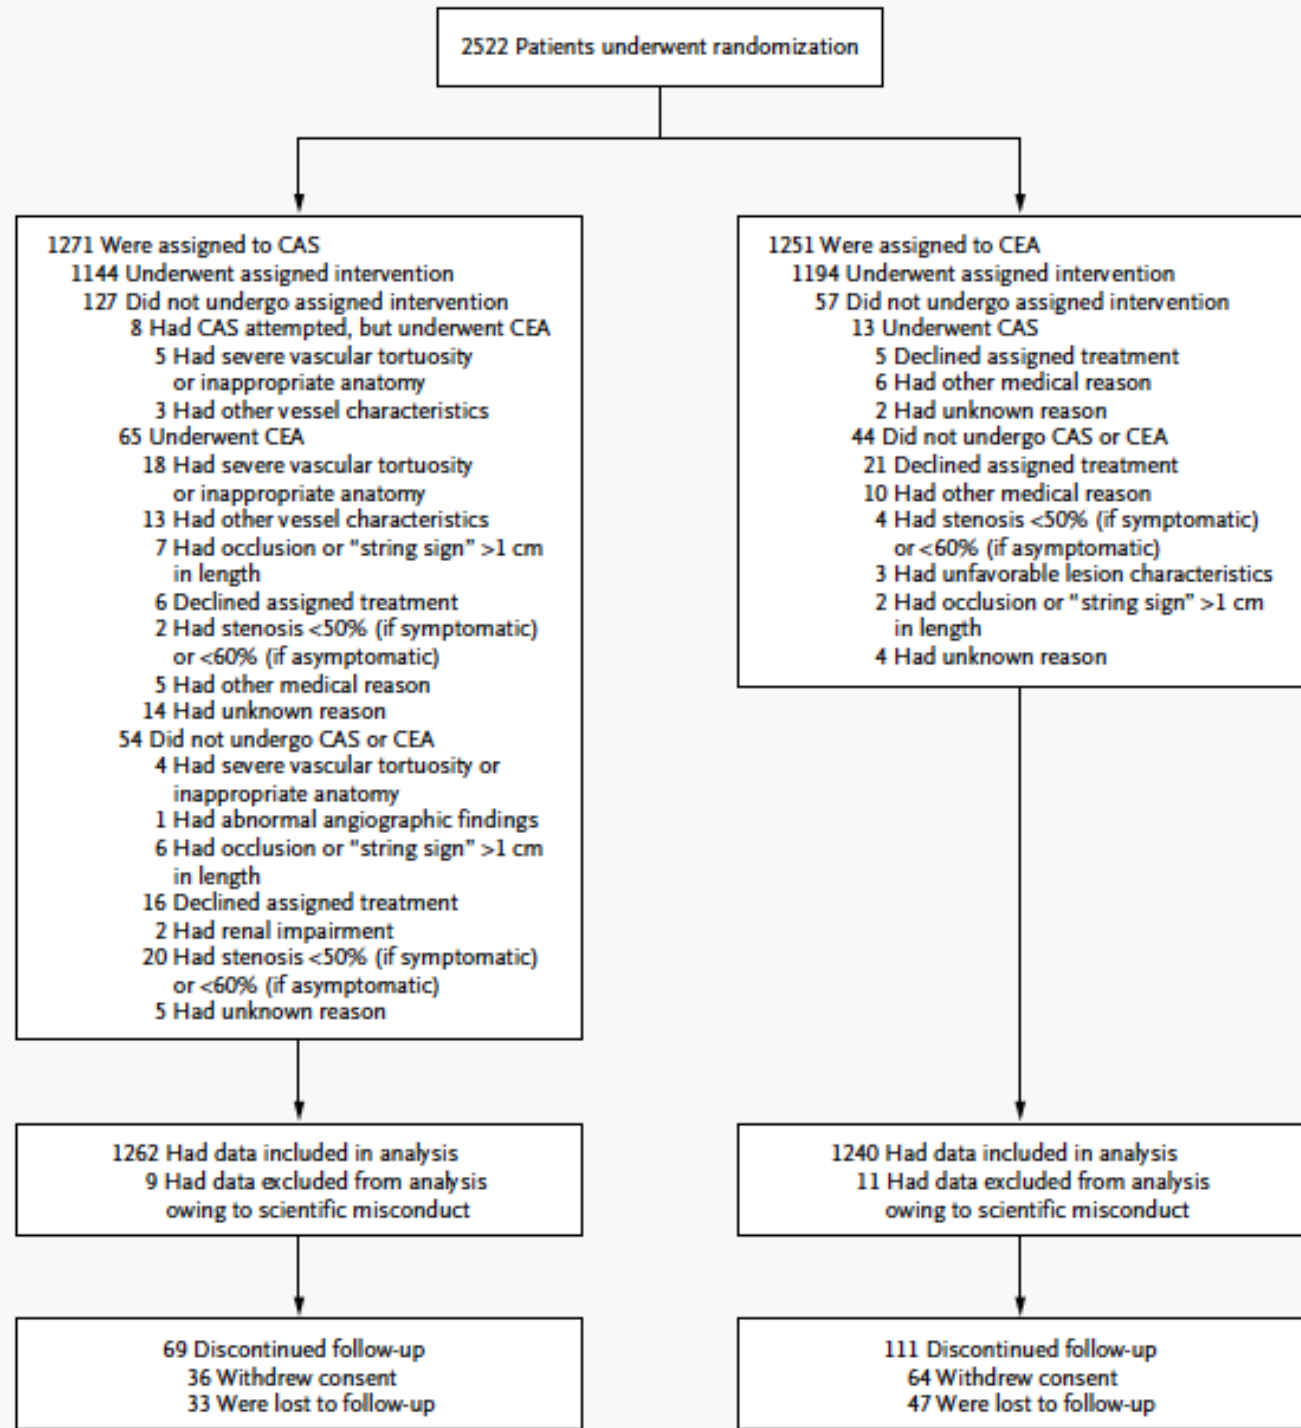 2522 Patients underwent randomization
1271 Were assigned to CAS
1144 Underwent assigned intervention
127 Did not undergo assigned intervention
8 Had CAS attempted, but underwent CEA
5 Had severe vascular tortuosity
or inappropriate anatomy
3 Had other vessel characteristics
65 Underwent CEA
18 Had severe vascular tortuosity
or inappropriate anatomy
13 Had other vessel characteristics
7 Had occlusion or “string sign” >1 cm
in length
6 Declined assigned treatment
2 Had stenosis <50% (if symptomatic)
or <60% (if asymptomatic)
5 Had other medical reason
14 Had unknown reason
54 Did not undergo CAS or CEA
4 Had severe vascular tortuosity or
inappropriate anatomy
1 Had abnormal angiographic findings
6 Had occlusion or “string sign” >1 cm
in length
16 Declined assigned treatment
2 Had renal impairment
20 Had stenosis <50% (if symptomatic)
or <60% (if asymptomatic)
5 Had unknown reason
1251 Were assigned to CEA
1194 Underwent assigned intervention
57 Did not undergo assigned intervention
13 Underwent CAS
5 Declined assigned treatment
6 Had other medical reason
2 Had unknown reason
44 Did not undergo CAS or CEA
21 Declined assigned treatment
10 Had other medical reason
4 Had stenosis <50% (if symptomatic)
or <60% (if asymptomatic)
3 Had unfavorable lesion characteristics
2 Had occlusion or “string sign” >1 cm
in length
4 Had unknown reason
1262 Had data included in analysis
9 Had data excluded from analysis
owing to scientific misconduct
1240 Had data included in analysis
11 Had data excluded from analysis
owing to scientific misconduct
69 Discontinued follow-up
36 Withdrew consent
33 Were lost to follow-up
111 Discontinued follow-up
64 Withdrew consent
47 Were lost to follow-up